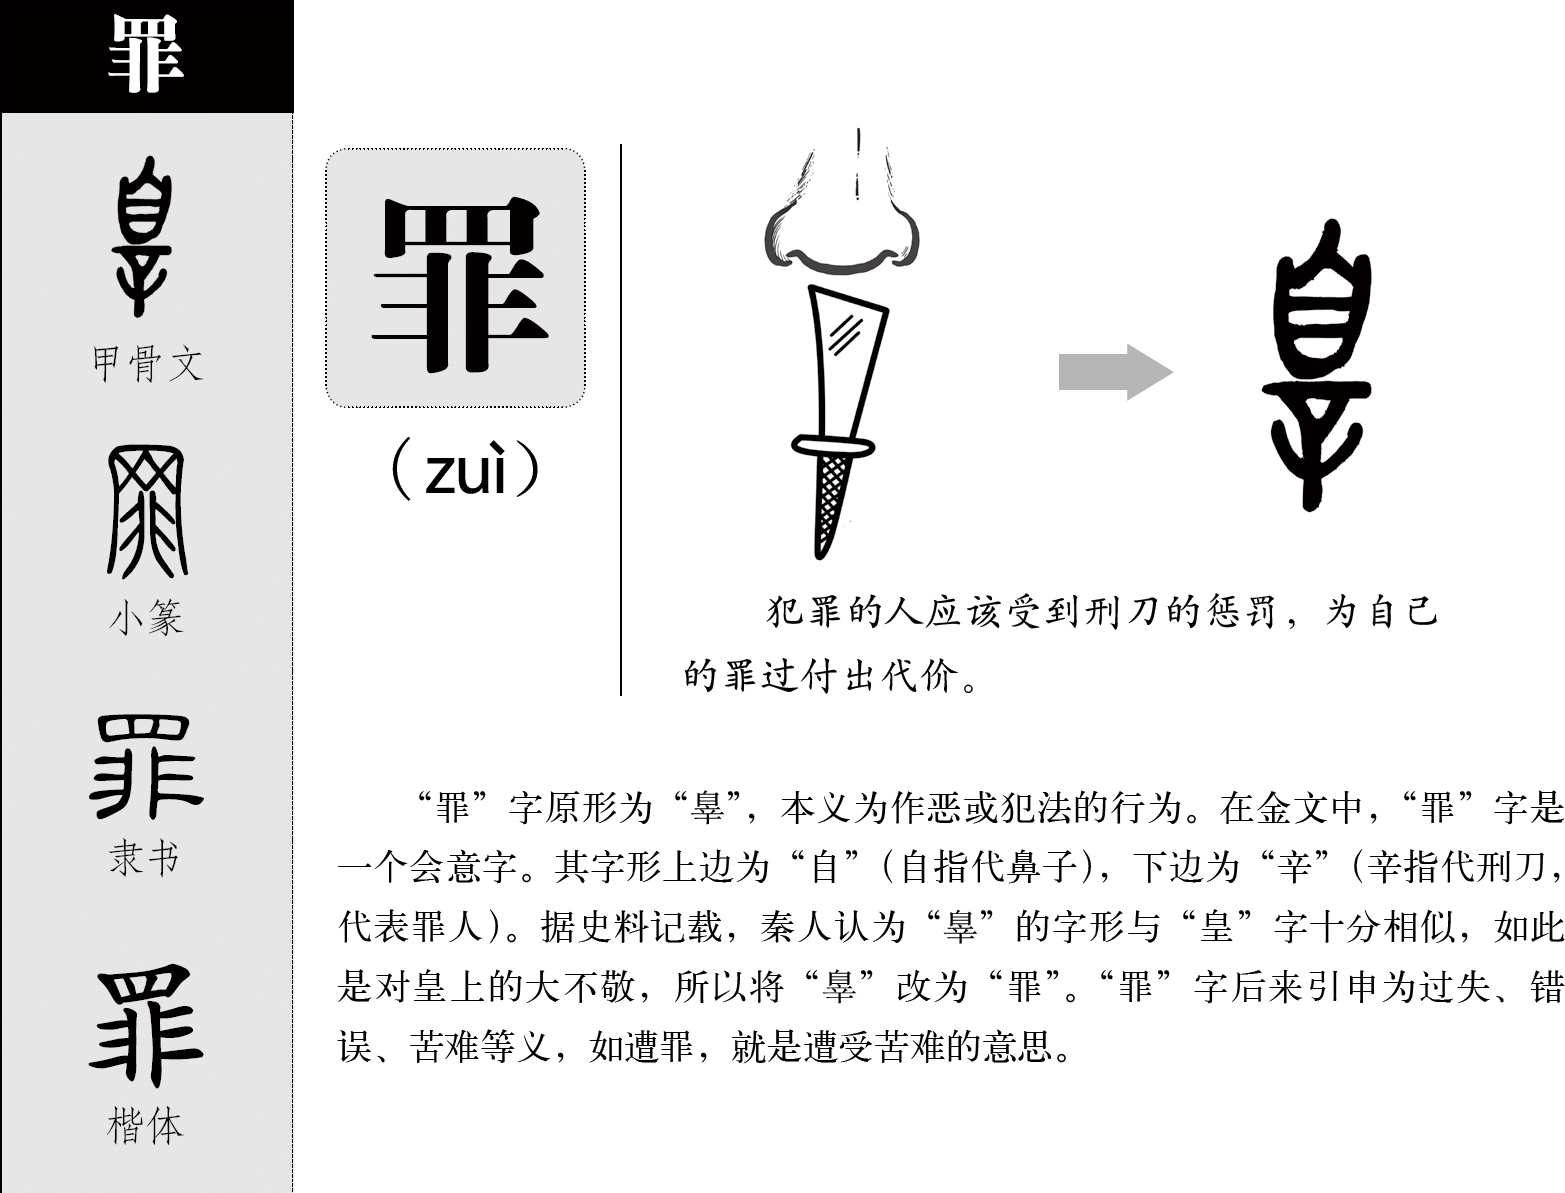 罪
甲骨文
小篆
隶书
楷体
罪
（zuì）
犯罪的人应该受到刑刀的惩罚，为自己
的罪过付出代价。
“罪”字原形为“辠”，本义为作恶或犯法的行为。在金文中，“罪”字是
一个会意字。其字形上边为“自”（自指代鼻子），下边为“辛”（辛指代刑刀，
代表罪人）。据史料记载，秦人认为“辠”的字形与“皇”字十分相似，如此
是对皇上的大不敬，所以将“辠”改为“罪”。“罪”字后来引申为过失、错
误、苦难等义，如遭罪，就是遭受苦难的意思。